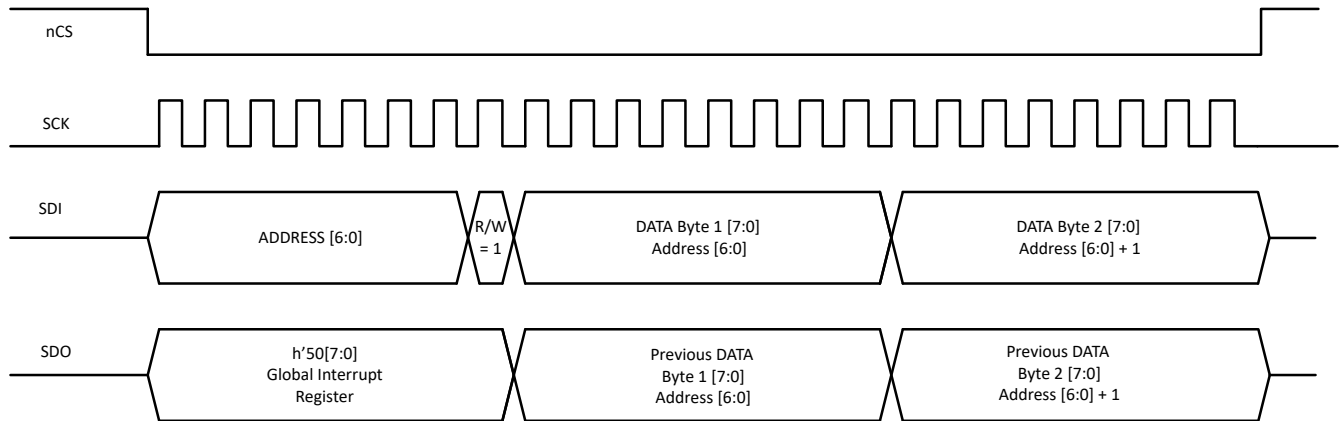 nCS
SCK
SDI
ADDRESS [6:0]
R/W
= 1
DATA Byte 1 [7:0]
Address [6:0]
DATA Byte 2 [7:0]
Address [6:0] + 1
SDO
h’50[7:0]
Global Interrupt
Register
Previous DATA
Byte 1 [7:0]
Address [6:0]
Previous DATA
Byte 2 [7:0]
Address [6:0] + 1